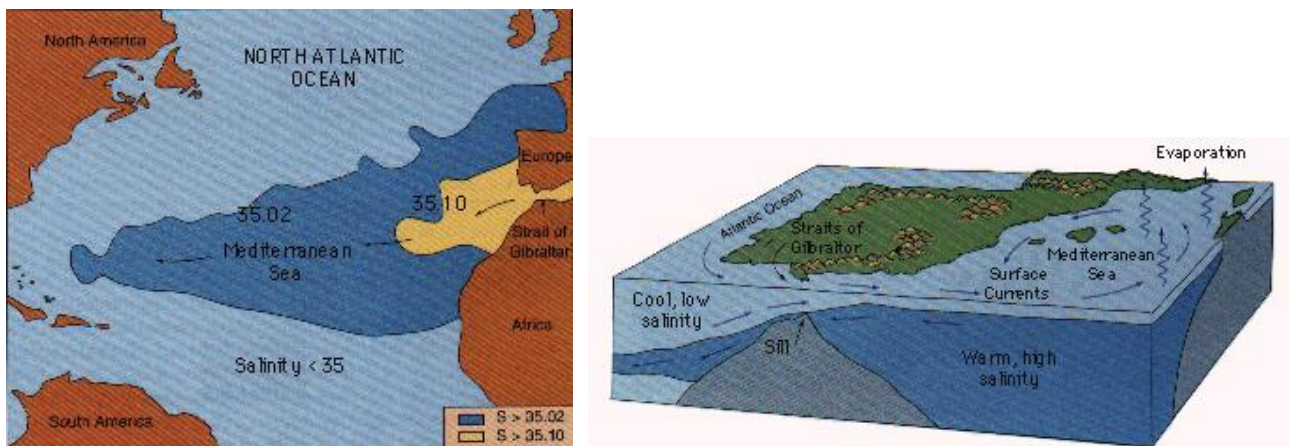 North America
NORTH ATLANTIC
OCEAN
Europe
35.02
35.10
Strait of
Gibraltar
Mediterranean
Sea
Africa
Salinity < 35
South America
S > 35.02
S > 35.10
Evaporation
Atlantic Ocean
Straits of
Gibraltar
Mediterranean
Sea
Surface
Currents
Cool, low
salinity
Sill
Warm, high
salinity